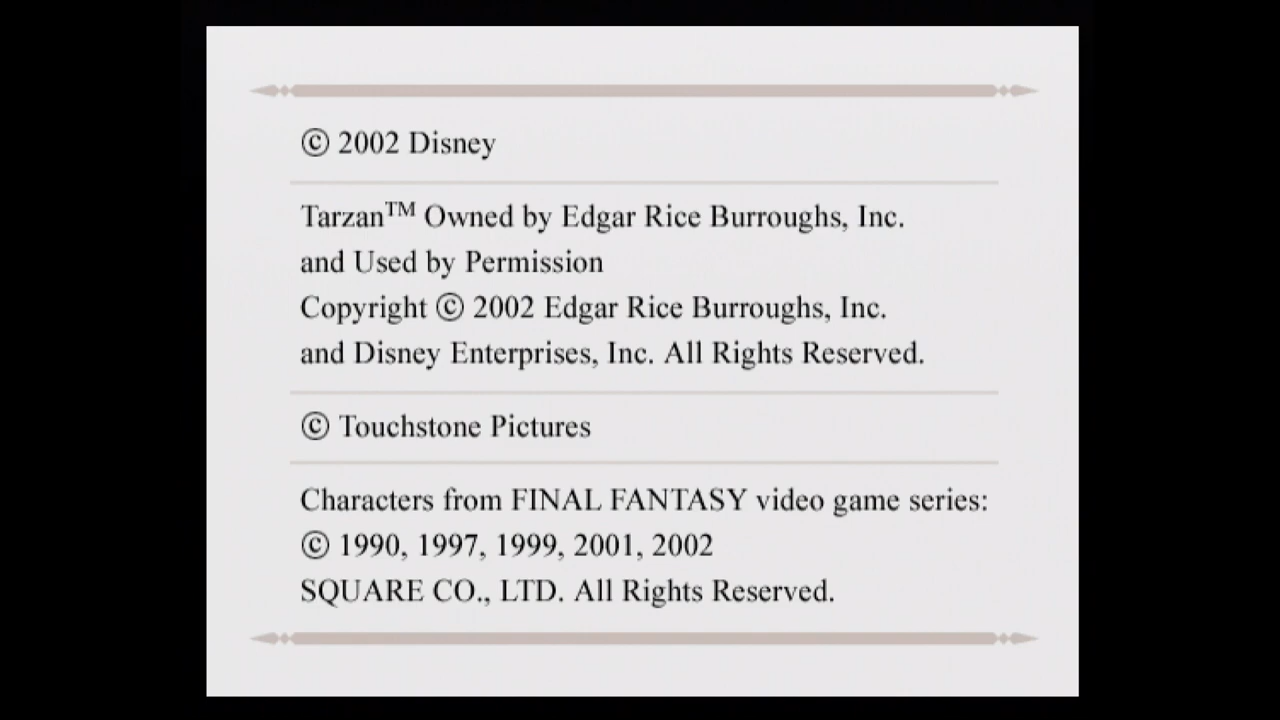 © 2002 Disney
Tarzan™ Owned by Edgar Rice Burroughs, Inc.
and Used by Permission
Copyright © 2002 Edgar Rice Burroughs, Inc.
and Disney Enterprises, Inc. All Rights Reserved.
© Touchstone Pictures
Characters from FINAL FANTASY video game series:
© 1990, 1997, 1999, 2001, 2002
SQUARE CO., LTD. All Rights Reserved.